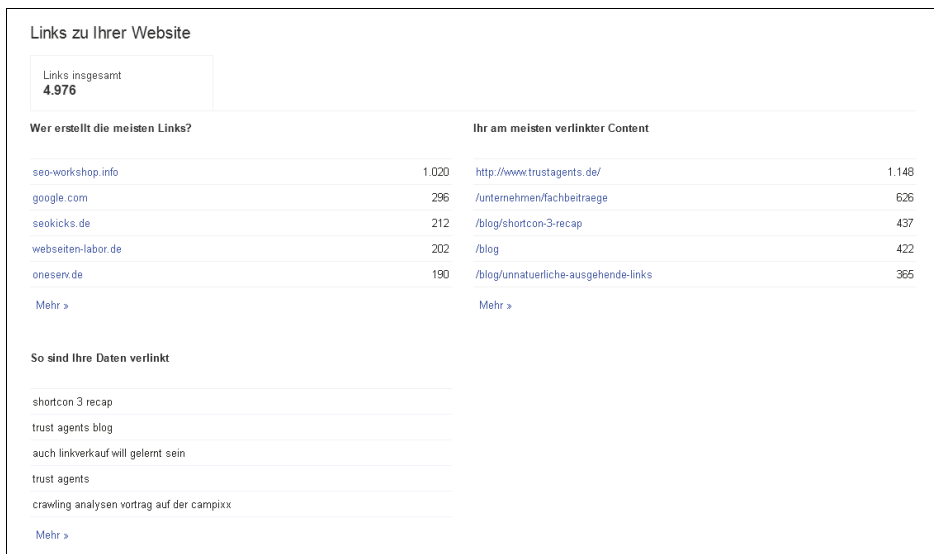 Links zu Ihrer Website
Links insgesamt
4.976
Wer erstellt die meisten Links?
seo-workshop.info 1.020
google.com 296
seokicks.de 212
webseiten-labor.de 202
oneserv.de 190
Mehr »
Ihr am meisten verlinkter Content
http://www.trustagents.de/ 1.148
/unternehmen/fachbeitraege 626
/blog/shortcon-3-recap 437
/blog 422
/blog/unnatuerliche-ausgehende-links 365
Mehr »
So sind Ihre Daten verlinkt
shortcon 3 recap
trust agents blog
auch linkverkauf will gelernt sein
trust agents
crawling analysen vortrag auf der campixx
Mehr »